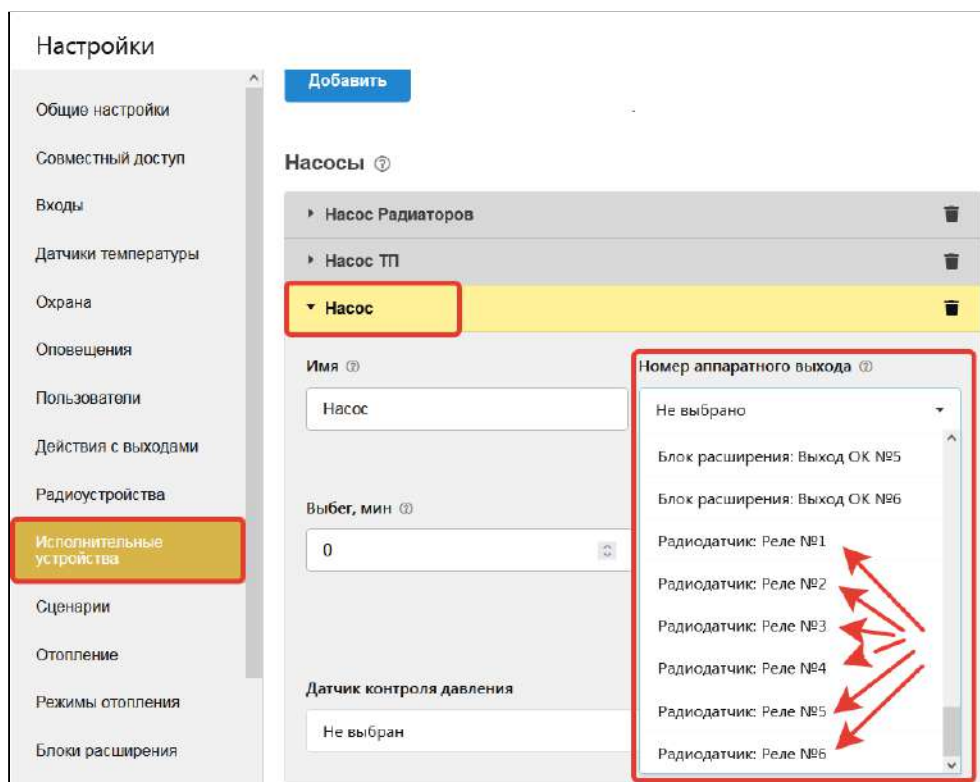 Настройки
Добавить
Общие настройки
Совместный доступ
Насосы
Входы
Насос Радиаторов
Датчики температуры
Насос ТП
Охрана
Насос
Оповещения
Имя
Номер аппаратного выхода
Пользователи
Насос
Не выбрано
Действия с выходами
Блок расширения: Выход ОК №5
Радиоустройства
Блок расширения: Выход ОК №6
Выбег, мин
Исполнительные
устройства
0
Радиодатчик: Реле №1
Радиодатчик: Реле №2
Сценарии
Радиодатчик: Реле №3
Отопление
Радиодатчик: Реле №4
Датчик контроля давления
Режимы отопления
Радиодатчик: Реле №5
Не выбран
Блоки расширения
Радиодатчик: Реле №6